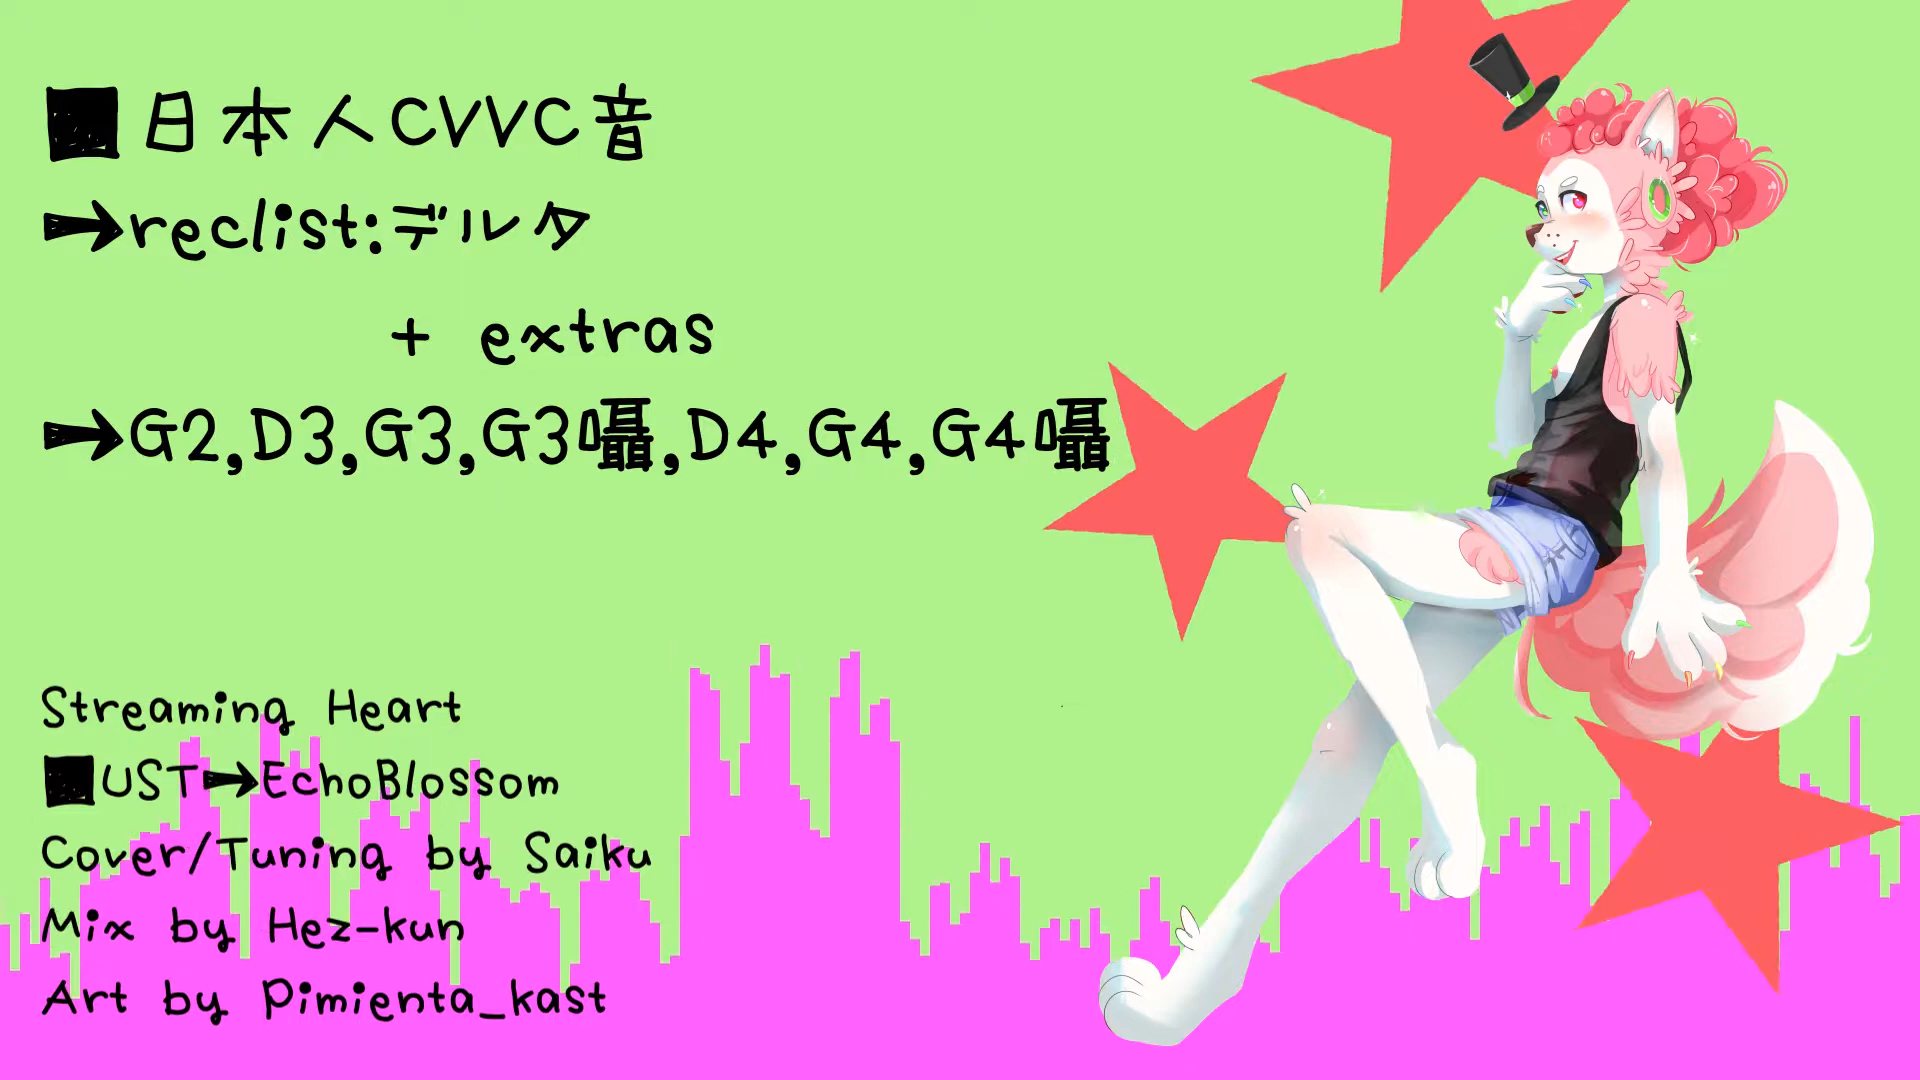 ■日本人CVVC音
➡reclist:デルタ
+ extras
➡G2,D3,G3,G3囁,D4,G4,G4囁
Streaming Heart
■UST➡EchoBlossom
Cover/Tuning by Saiku
Mix by Hez-kun
Art by Pimienta_kast